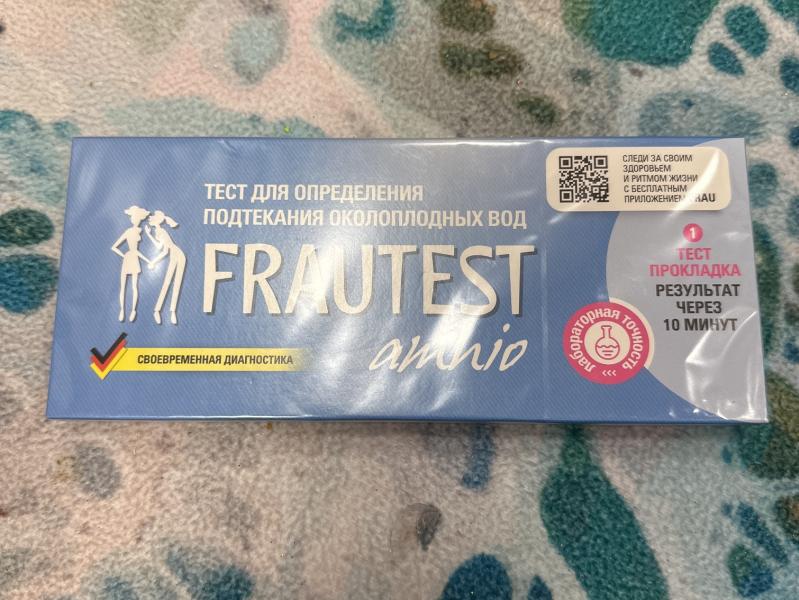 ТЕСТ ДЛЯ ОПРЕДЕЛЕНИЯ
ПОДТЕКАНИЯ ОКОЛОПЛОДНЫХ ВОД
FRAUTEST
amnio
СВОЕВРЕМЕННАЯ ДИАГНОСТИКА
СЛЕДИ ЗА СВОИМ
ЗДОРОВЬЕМ
И РИТМОМ ЖИЗНИ
С БЕСПЛАТНЫМ
ПРИЛОЖЕНИЕМ FRAU
1
ТЕСТ
ПРОКЛАДКА
РЕЗУЛЬТАТ
ЧЕРЕЗ
10 МИНУТ
лабораторная точность
‹‹‹